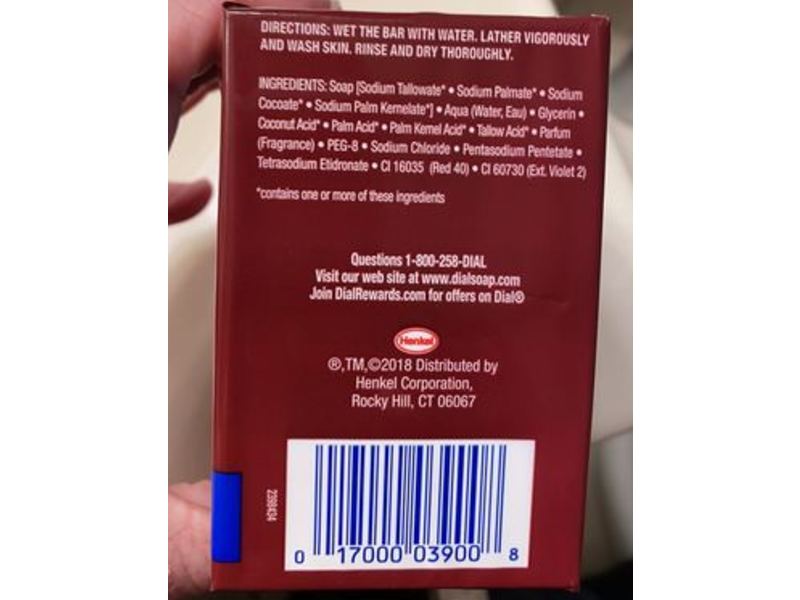 DIRECTIONS: WET THE BAR WITH WATER. LATHER VIGOROUSLY
AND WASH SKIN. RINSE AND DRY THOROUGHLY.
INGREDIENTS: Soap [Sodium Tallowate* • Sodium Palmate* • Sodium
Cocoate* • Sodium Palm Kernelate*] • Aqua (Water, Eau) • Glycerin •
Coconut Acid* • Palm Acid* • Palm Kernel Acid* • Tallow Acid* • Parfum
(Fragrance) • PEG-8 • Sodium Chloride • Pentasodium Pentetate •
Tetrasodium Etidronate • CI 16035 (Red 40) • CI 60730 (Ext. Violet 2)
*contains one or more of these ingredients
Questions 1-800-258-DIAL
Visit our web site at www.dialsoap.com
Join DialRewards.com for offers on Dial®
Henkel
®,TM,©2018 Distributed by
Henkel Corporation,
Rocky Hill, CT 06067
2398434
0 17000 03900 8